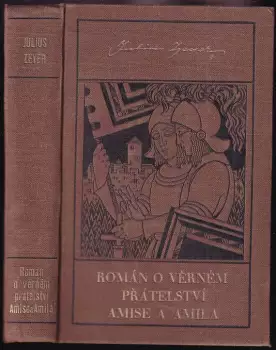 JULIUS
ZEYER
Román
o věrném
přátelství
Amise a Amila
Julius Zeyer
ROMÁN O VĚRNÉM
PŘÁTELSTVÍ
AMISE A AMILA